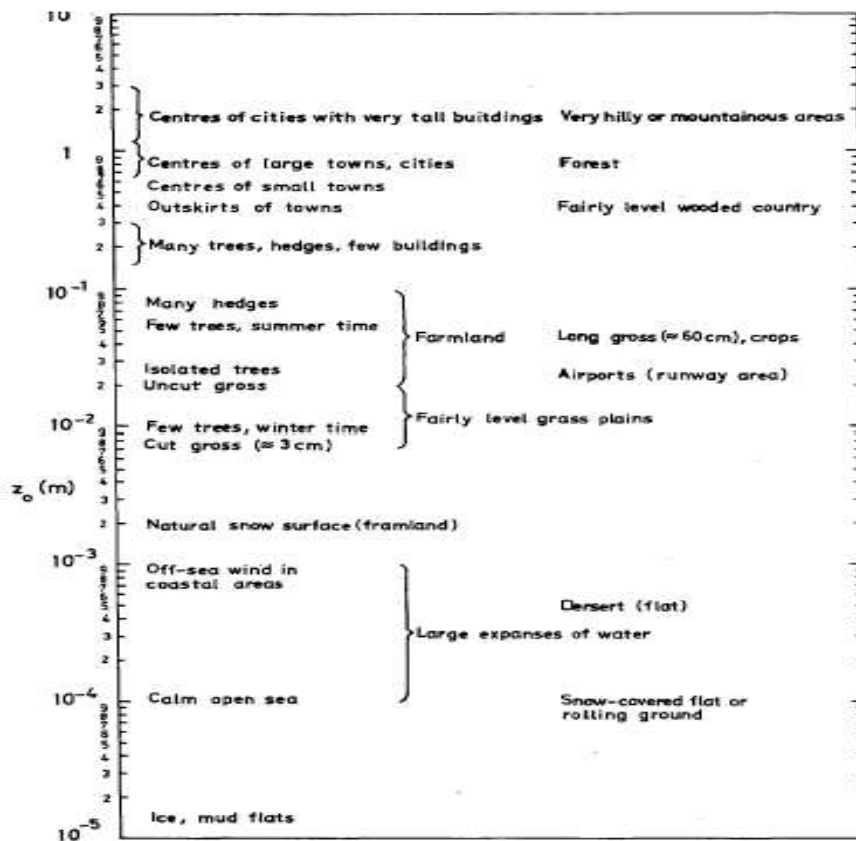 10
Centres of cities with very tall buildings Very hilly or mountainous areas
1
Centres of large towns, cities Forest
Centres of small towns
Outskirts of towns Fairly level wooded country
Many trees, hedges, few buildings
10-1
Many hedges
Few trees, summer time Farmland Long gross (≈60cm), crops
Isolated trees Airports (runway area)
Uncut gross
Fairly level grass plains
10-2
Few trees, winter time
Cut gross (≈3cm)
z0 (m)
Natural snow surface (framland)
10-3
Off-sea wind in
coastal areas
Dersert (flat)
Large expanses of water
10-4
Calm open sea Snow-covered flat or
rolling ground
Ice, mud flats
10-5